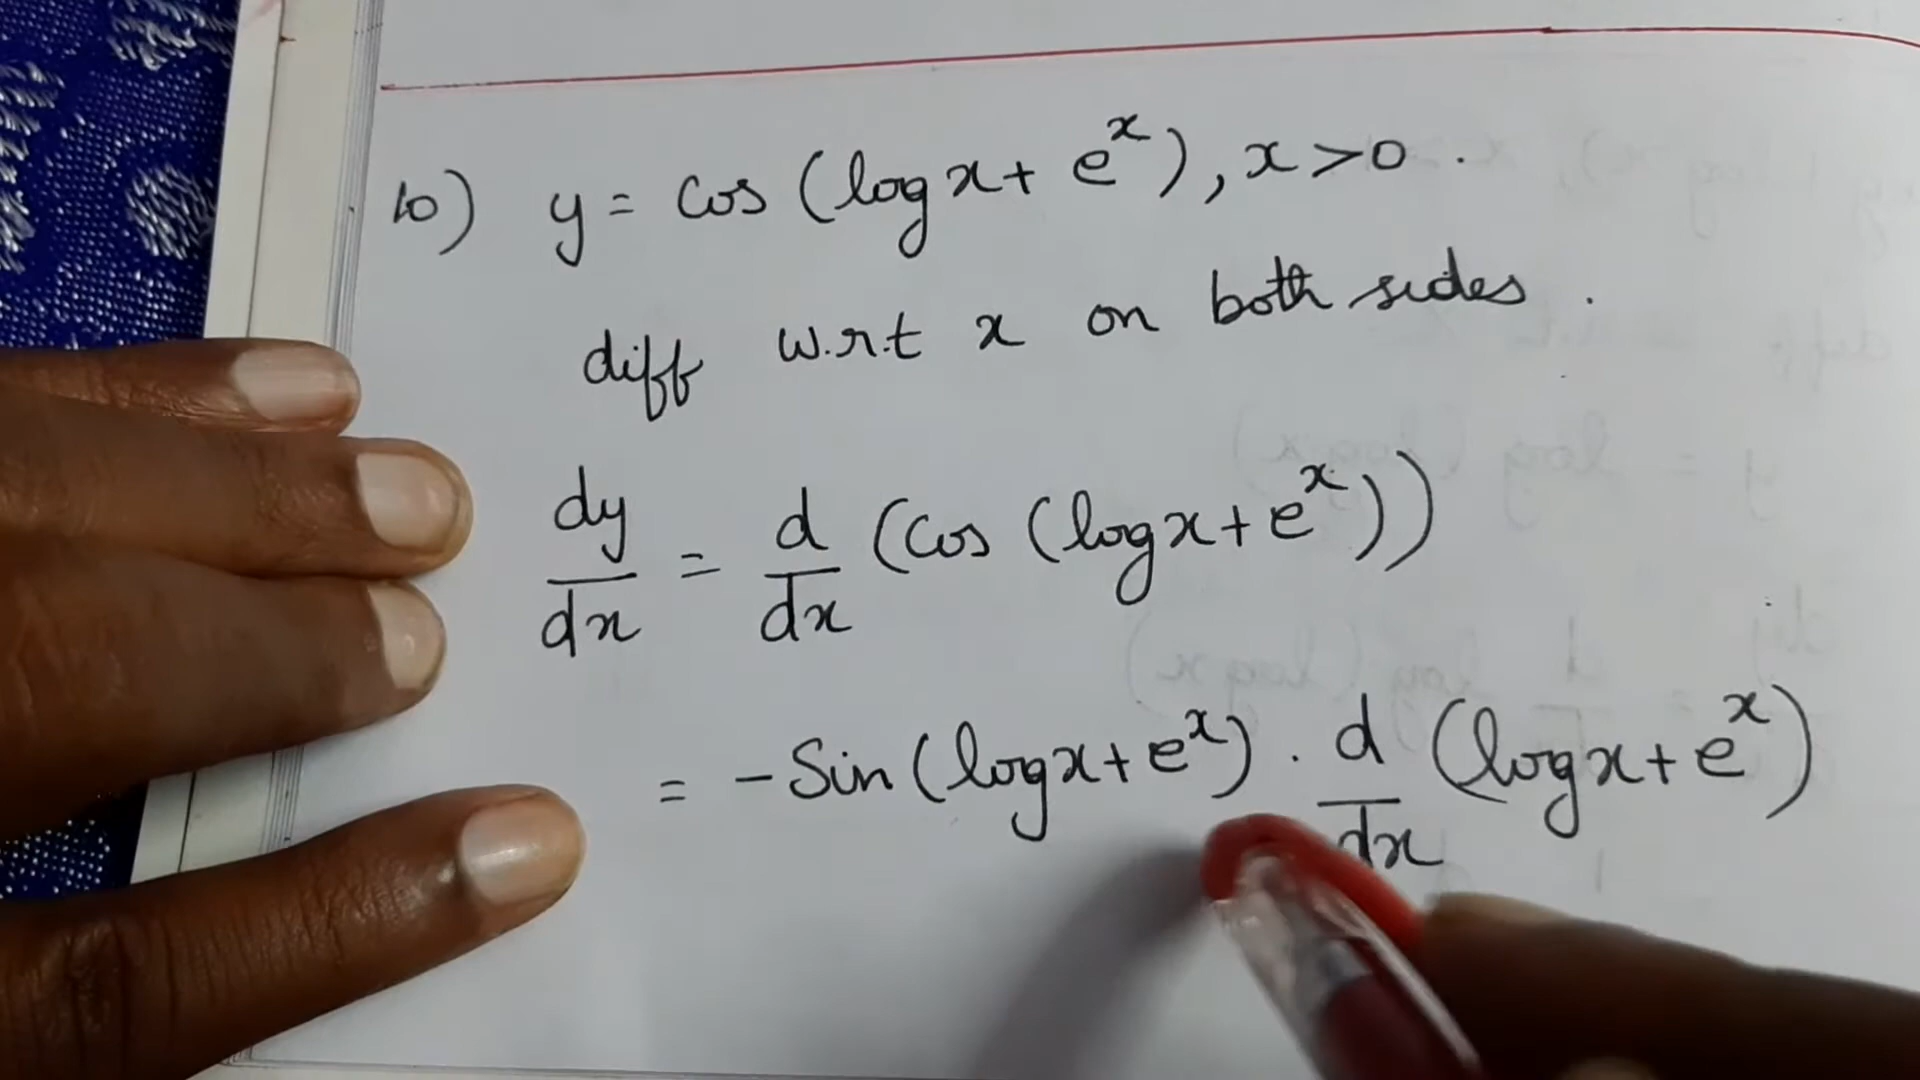 10) y = cos (log x + e^x), x > 0 .
diff w.r.t x on both sides .
dy/dx = d/dx (cos (log x + e^x))
= - Sin (log x + e^x) . d/dx (log x + e^x)